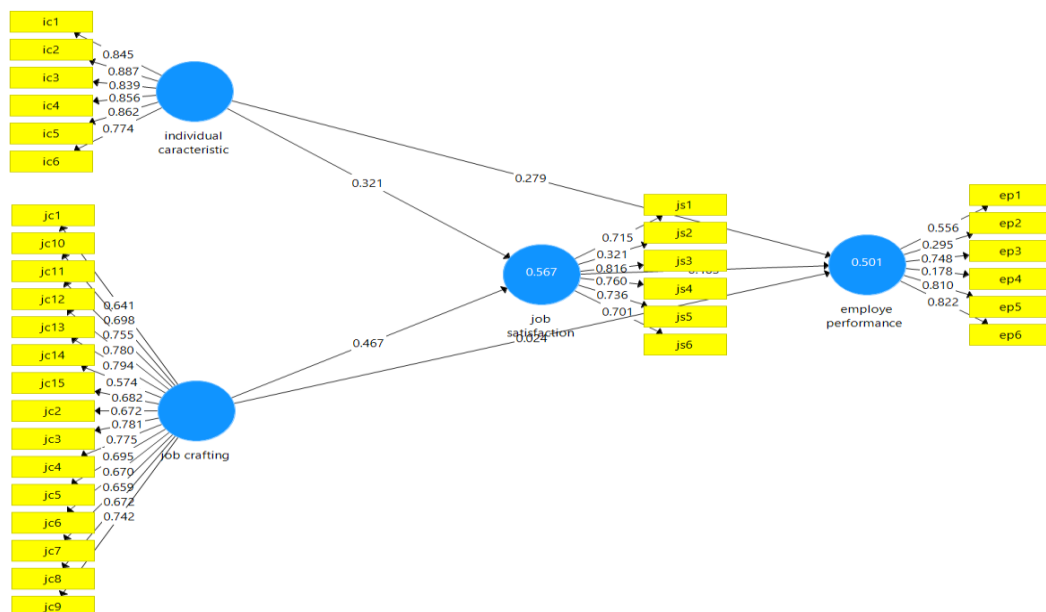 ic1
ic2
ic3
ic4
ic5
ic6
0.845
0.887
0.839
0.856
0.862
0.774
individual
caracteristic
0.321
0.279
jc1
jc10
jc11
jc12
jc13
jc14
jc15
jc2
jc3
jc4
jc5
jc6
jc7
jc8
jc9
0.641
0.698
0.755
0.780
0.794
0.574
0.682
0.672
0.781
0.775
0.695
0.670
0.659
0.672
0.742
job crafting
0.467
0.024
0.567
job
satisfaction
0.715
0.321
0.816
0.760
0.736
0.701
js1
js2
js3
js4
js5
js6
0.501
employe
performance
0.556
0.295
0.748
0.178
0.810
0.822
ep1
ep2
ep3
ep4
ep5
ep6